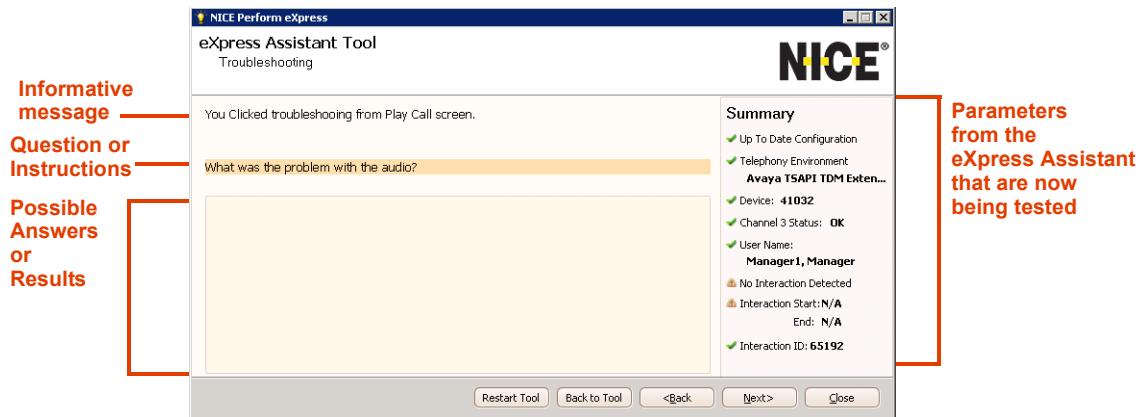 NICE Perform eXpress
eXpress Assistant Tool
Troubleshooting
NICE®
Informative
message
Question or
Instructions
Possible
Answers
or
Results
You Clicked troubleshooing from Play Call screen.
What was the problem with the audio?
Summary
Up To Date Configuration
Telephony Environment
Avaya TSAPI TDM Exten...
Device: 41032
Channel 3 Status: OK
User Name:
Manager1, Manager
No Interaction Detected
Interaction Start: N/A
End: N/A
Interaction ID: 65192
Parameters
from the
eXpress Assistant
that are now
being tested
Restart Tool
Back to Tool
<Back
Next>
Close